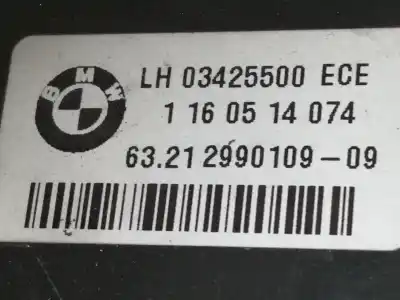 BMW
LH 03425500 ECE
1 16 05 14 074
63.21 2990109-09